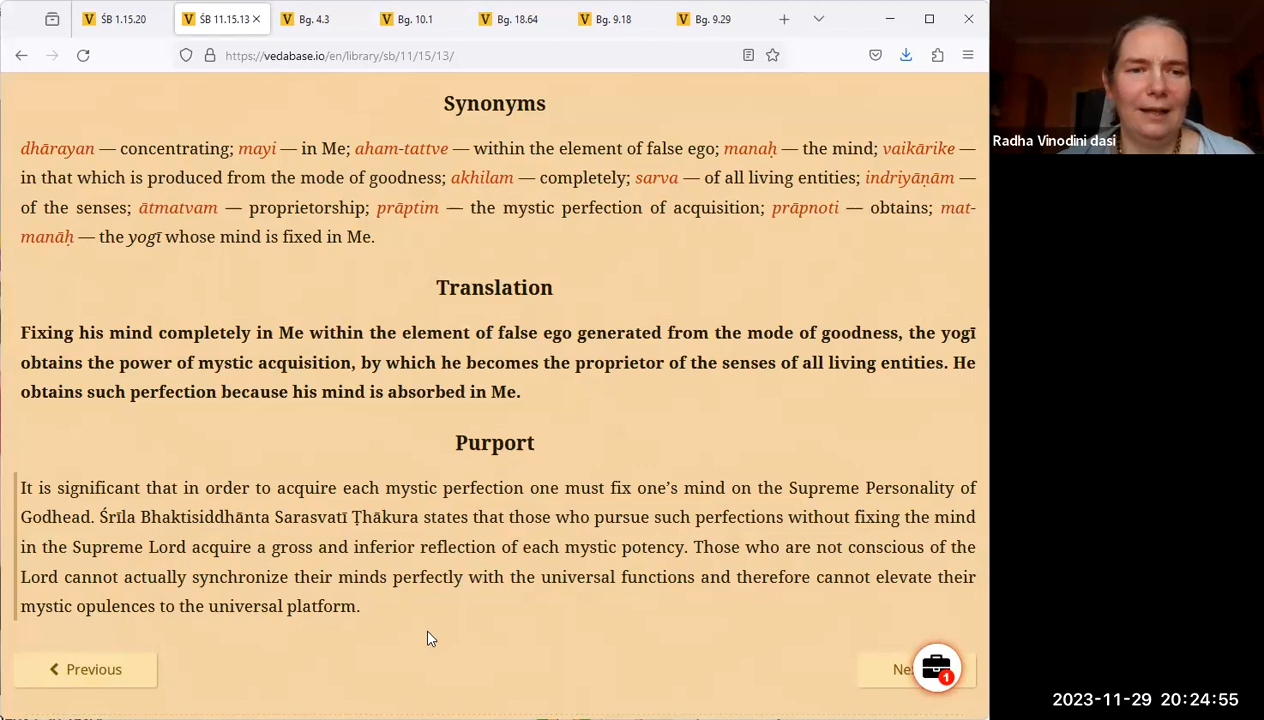 ŚB 1.15.20
ŚB 11.15.13
Bg. 4.3
Bg. 10.1
Bg. 18.64
Bg. 9.18
Bg. 9.29
https://vedabase.io/en/library/sb/11/15/13/
Synonyms
dhārayan — concentrating; mayi — in Me; aham-tattve — within the element of false ego; manaḥ — the mind; vaikārike —
in that which is produced from the mode of goodness; akhilam — completely; sarva — of all living entities; indriyāṇām —
of the senses; ātmatvam — proprietorship; prāptim — the mystic perfection of acquisition; prāpnoti — obtains; mat-
manāḥ — the yogī whose mind is fixed in Me.
Translation
Fixing his mind completely in Me within the element of false ego generated from the mode of goodness, the yogī
obtains the power of mystic acquisition, by which he becomes the proprietor of the senses of all living entities. He
obtains such perfection because his mind is absorbed in Me.
Purport
It is significant that in order to acquire each mystic perfection one must fix one’s mind on the Supreme Personality of
Godhead. Śrīla Bhaktisiddhānta Sarasvatī Ṭhākura states that those who pursue such perfections without fixing the mind
in the Supreme Lord acquire a gross and inferior reflection of each mystic potency. Those who are not conscious of the
Lord cannot actually synchronize their minds perfectly with the universal functions and therefore cannot elevate their
mystic opulences to the universal platform.
Previous
1
Radha Vinodini dasi
2023-11-29 20:24:55